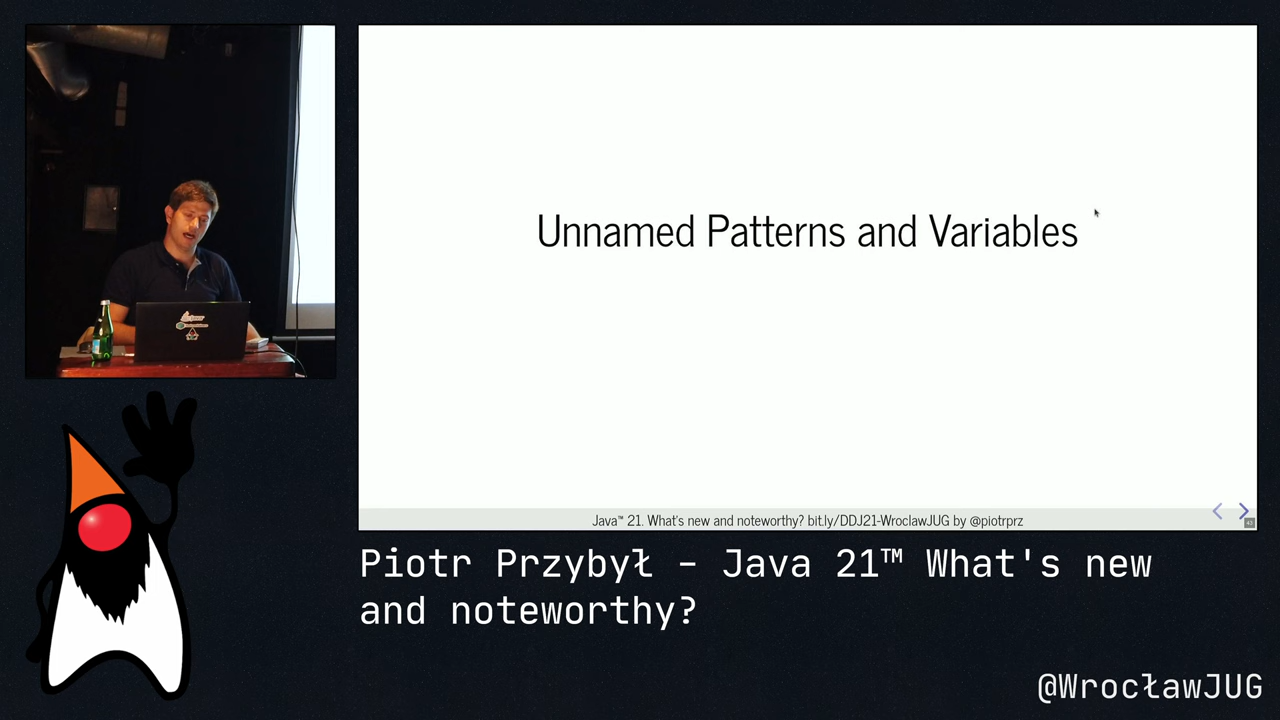 Unnamed Patterns and Variables
Java™ 21. What's new and noteworthy? bit.ly/DDJ21-WroclawJUG by @piotrprz
Piotr Przybył – Java 21™ What's new
and noteworthy?
@WrocławJUG